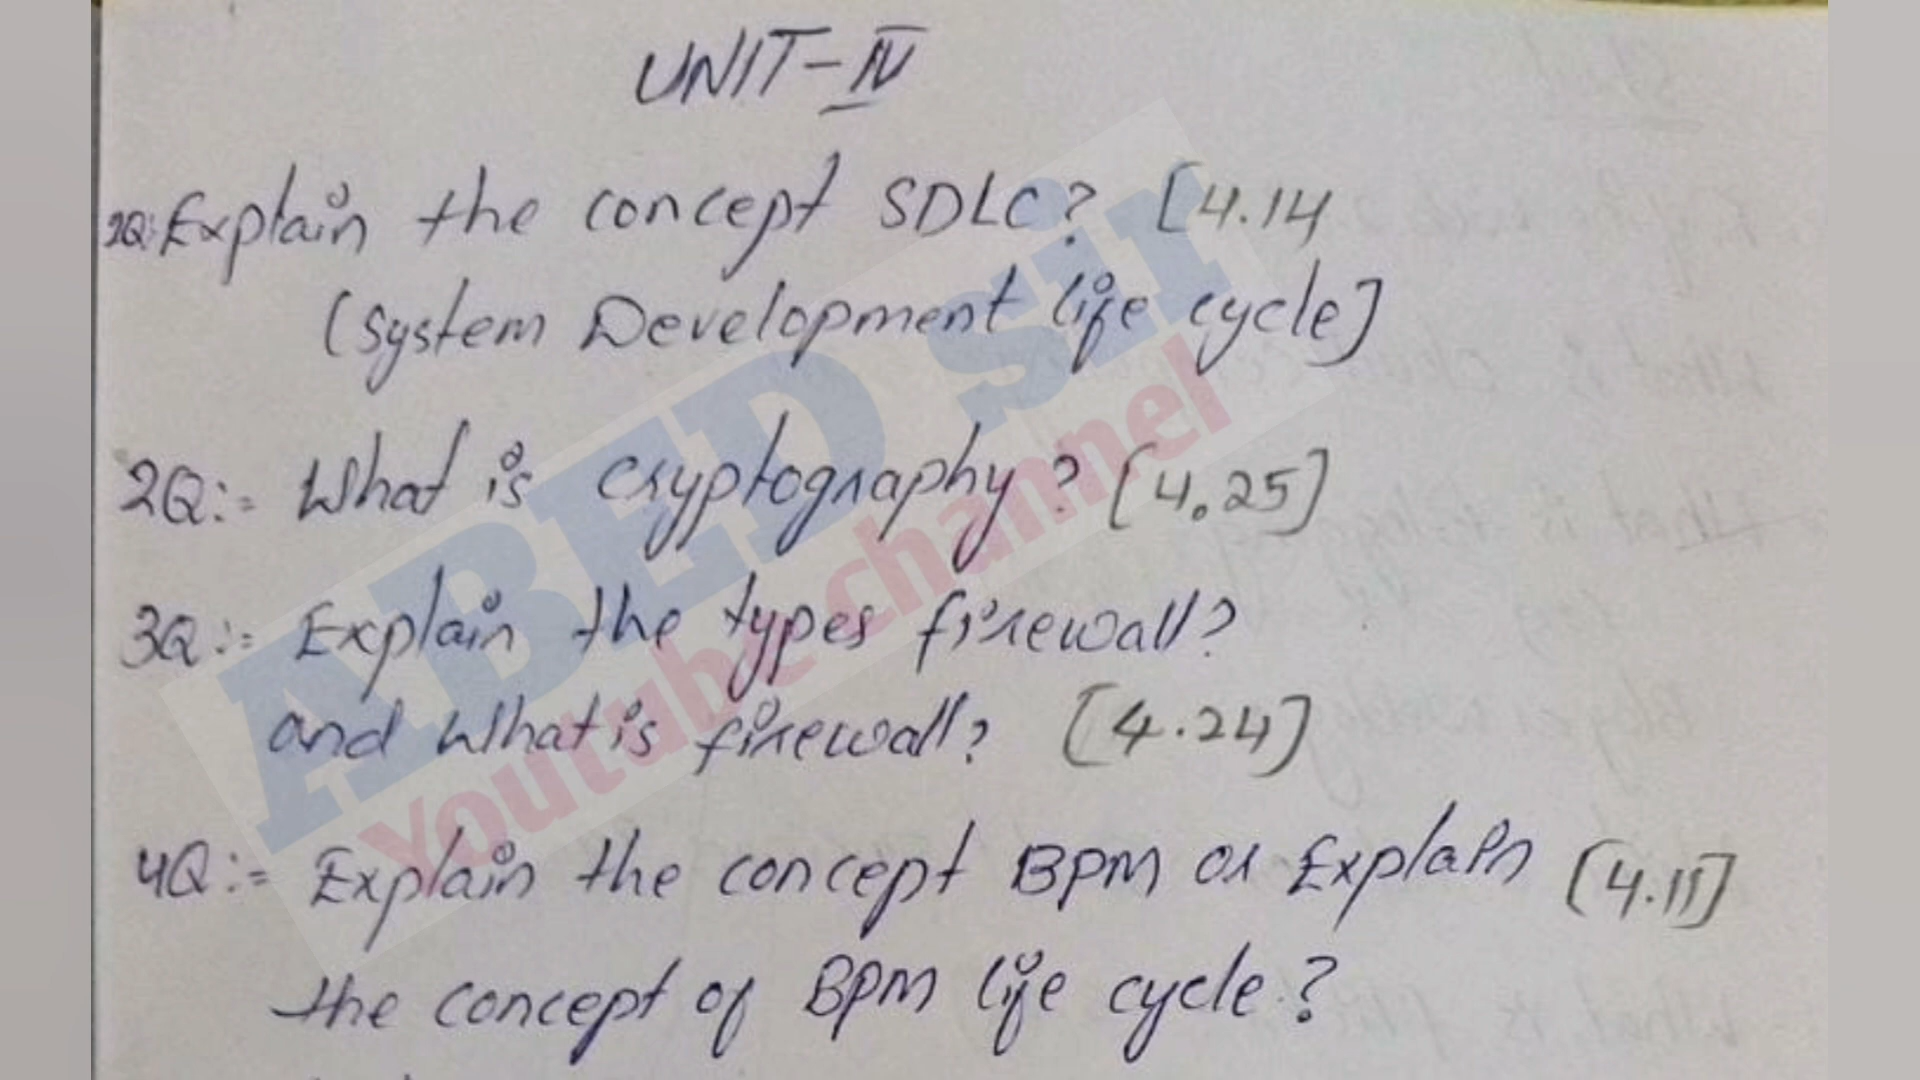 UNIT-IV
1Q: Explain the concept SDLC? [4.14
(System Development life cycle]
2Q:- What is cryptography? [4.25]
3Q:- Explain the types firewall?
and What is firewall? [4.24]
4Q:- Explain the concept BPM or Explain [4.11]
the concept of BPM life cycle?
ABED sir
Youtube channel